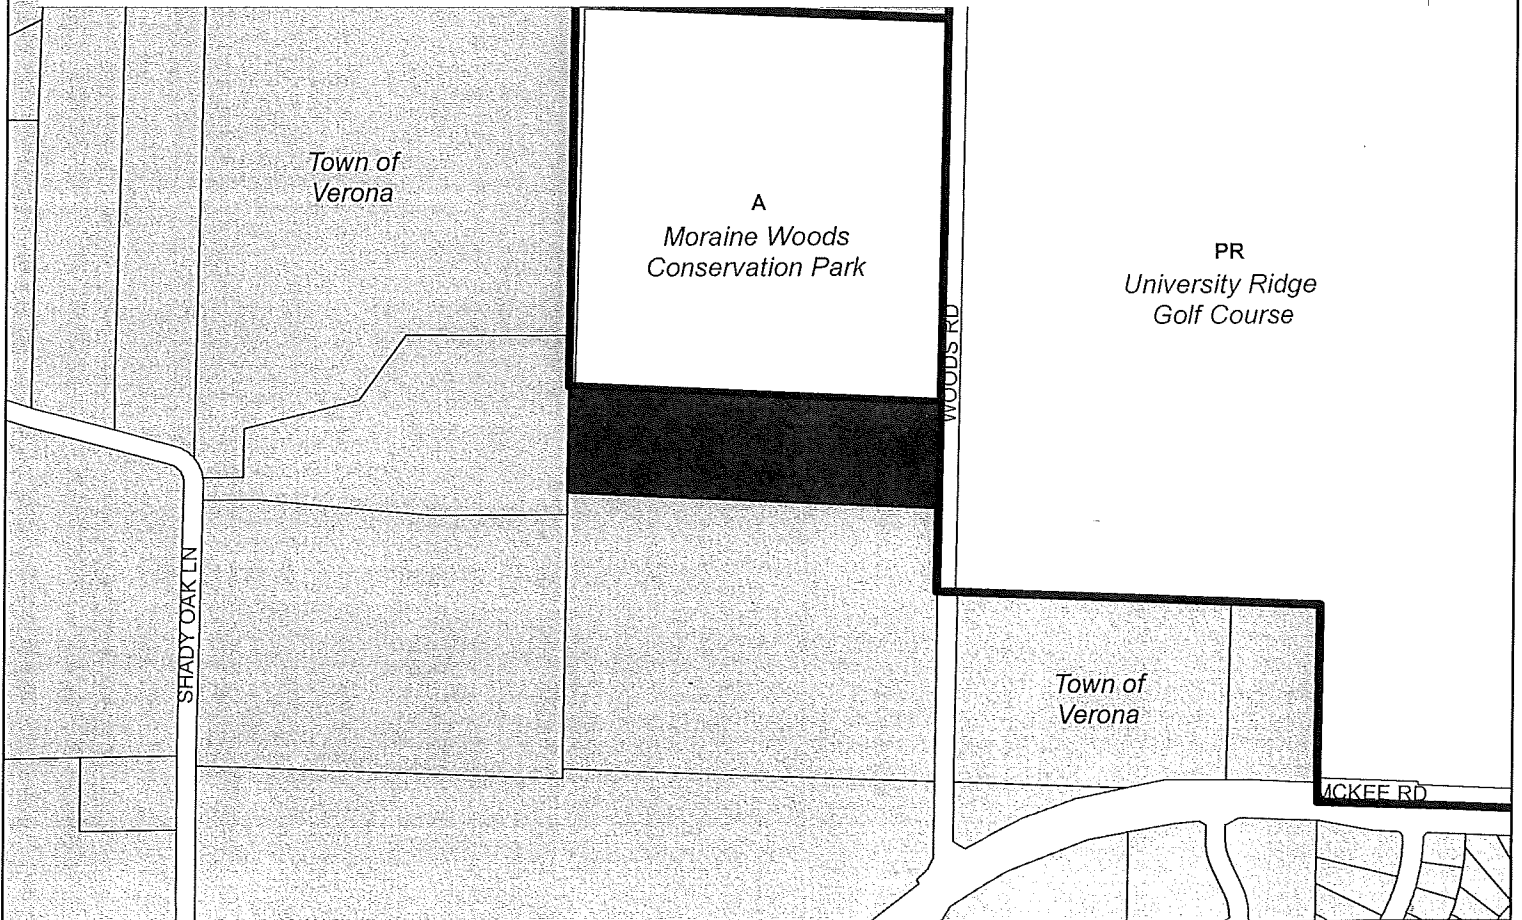 Town of
Verona
A
Moraine Woods
Conservation Park
PR
University Ridge
Golf Course
WOODS RD
SHADY OAK LN
Town of
Verona
MCKEE RD